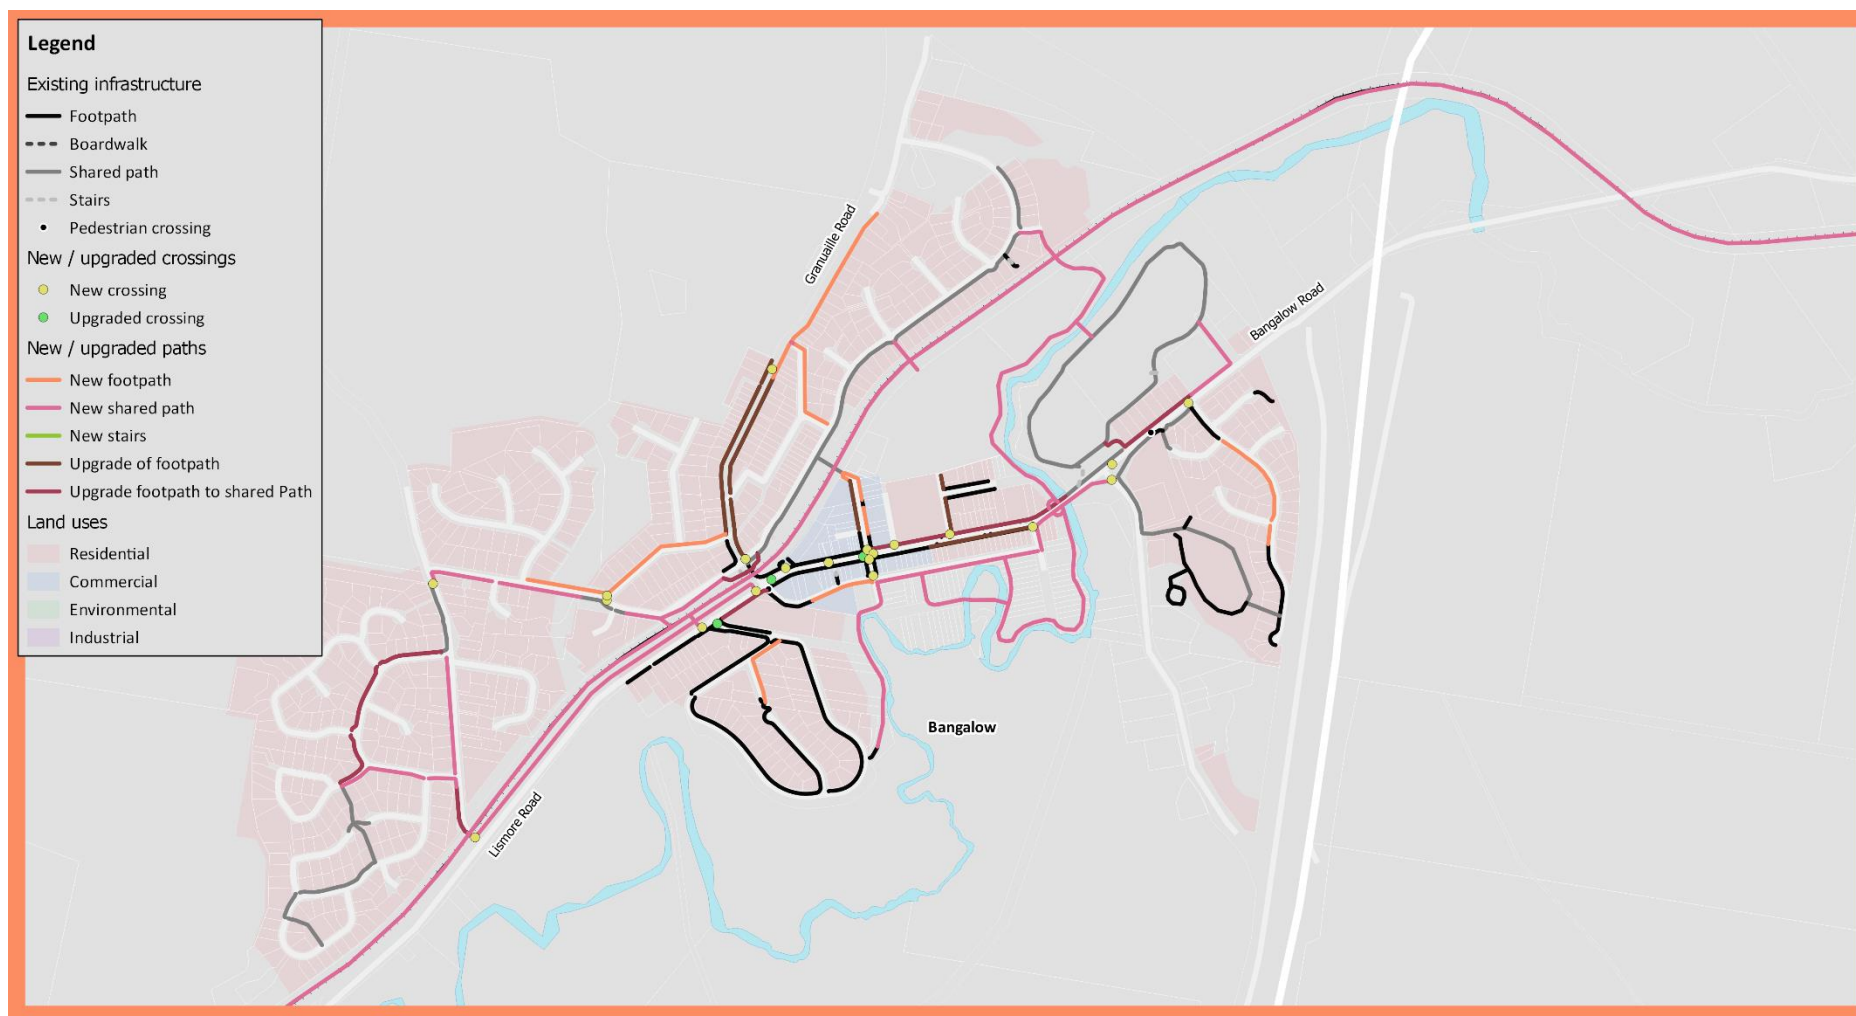 Legend
Existing infrastructure
Footpath
Boardwalk
Shared path
Stairs
Pedestrian crossing
New / upgraded crossings
New crossing
Upgraded crossing
New / upgraded paths
New footpath
New shared path
New stairs
Upgrade of footpath
Upgrade footpath to shared Path
Land uses
Residential
Commercial
Environmental
Industrial
Granuaille Road
Bangalow Road
Bangalow
Lismore Road